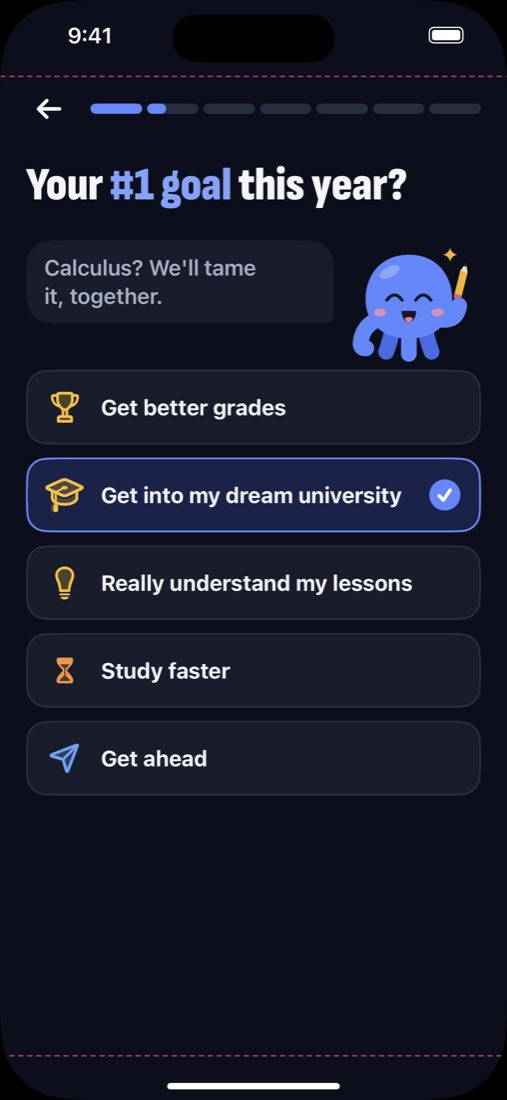 9:41
Your #1 goal this year?
Calculus? We'll tame
it, together.
Get better grades
Get into my dream university
Really understand my lessons
Study faster
Get ahead